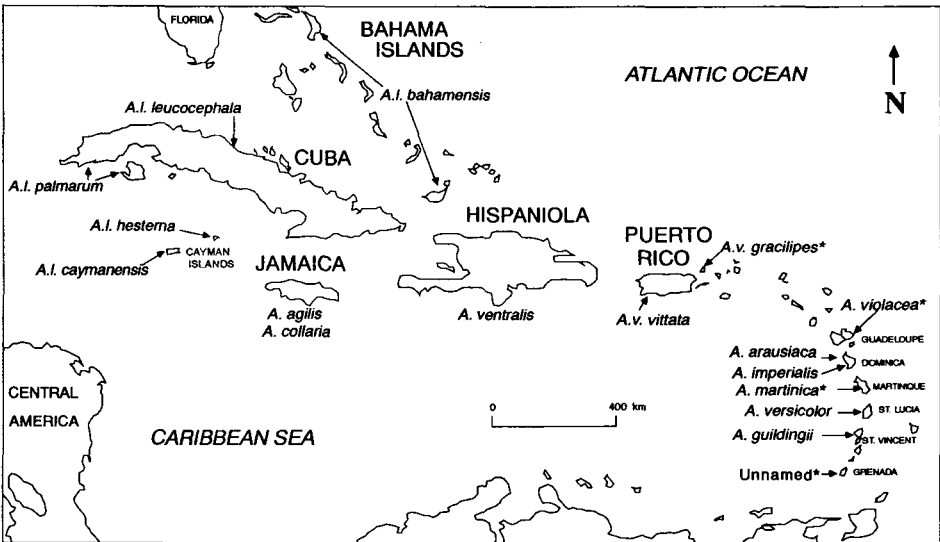 FLORIDA
BAHAMA
ISLANDS
ATLANTIC OCEAN
N
A.l. bahamensis
A.l. leucocephala
CUBA
A.l. palmarum
HISPANIOLA
A.l. hesterna
PUERTO
RICO
A.v. gracilipes*
CAYMAN
ISLANDS
A.l. caymanensis
JAMAICA
A. violacea*
A. agilis
A. collaria
A. ventralis
A.v. vittata
GUADELOUPE
A. arausiaca
DOMINICA
A. imperialis
CENTRAL
AMERICA
A. martinica*
MARTINIQUE
0 400 km
A. versicolor
ST. LUCIA
CARIBBEAN SEA
A. guildingii
ST. VINCENT
Unnamed*
GRENADA